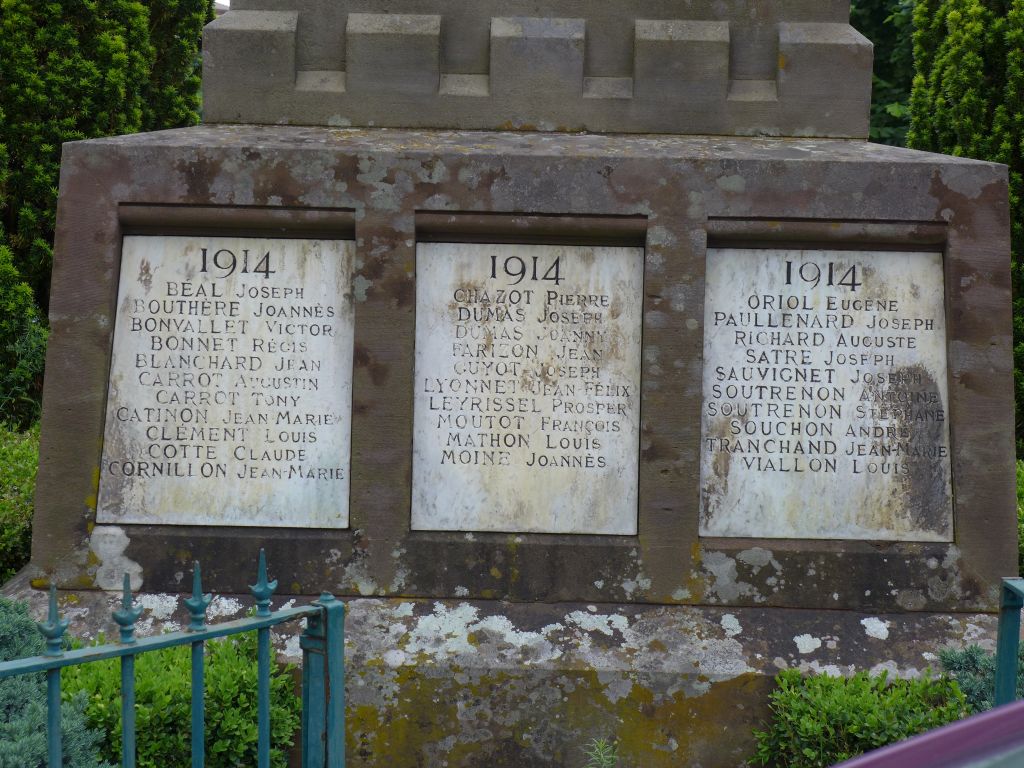 1914
BÉAL JOSEPH
BOUTHÈRE JOANNÈS
BONVALLET VICTOR
BONNET RÉGIS
BLANCHARD JEAN
CARROT AUGUSTIN
CARROT TONY
CATINON JEAN-MARIE
CLÉMENT LOUIS
COTTE CLAUDE
CORNILLON JEAN-MARIE
1914
CHAZOT PIERRE
DUMAS JOSEPH
DUMAS JOANNY
FARIZON JEAN
GUYOT JOSEPH
LYONNET JEAN-FÉLIX
LEYRISSEL PROSPER
MOUTOT FRANÇOIS
MATHON LOUIS
MOINE JOANNÈS
1914
ORIOL EUGÈNE
PAULLENARD JOSEPH
RICHARD AUGUSTE
SATRE JOSEPH
SAUVIGNET JOSEPH
SOUTRENON ANTOINE
SOUTRENON STÉPHANE
SOUCHON ANDRÉ
TRANCHAND JEAN-MARIE
VIALLON LOUIS